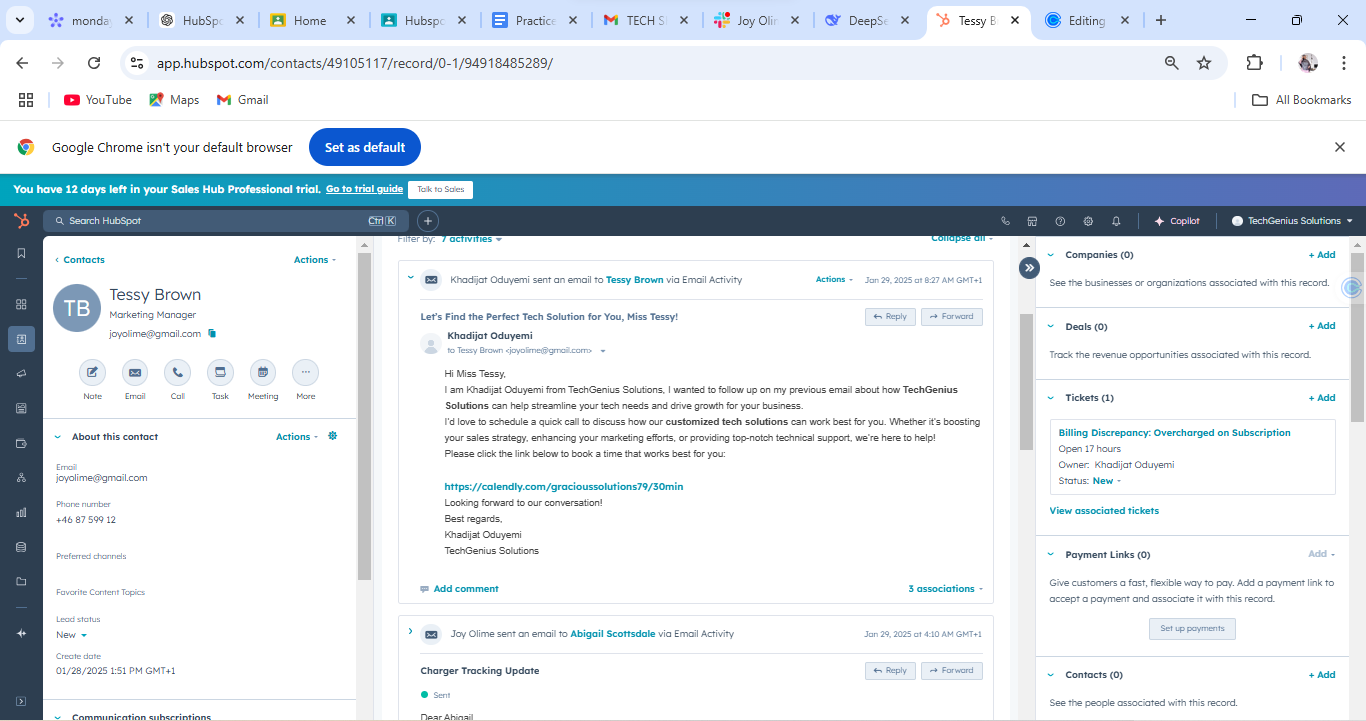 monday
HubSpo
Home
Hubspo
Practice
TECH S
Joy Olin
DeepSe
Tessy B
Editing
app.hubspot.com/contacts/49105117/record/0-1/94918485289/
YouTube
Maps
Gmail
All Bookmarks
Google Chrome isn't your default browser
Set as default
You have 12 days left in your Sales Hub Professional trial. Go to trial guide Talk to Sales
Search HubSpot
Ctrl K
Copilot
TechGenius Solutions
Contacts
Actions
TB
Tessy Brown
Marketing Manager
joyolime@gmail.com
Note
Email
Call
Task
Meeting
More
About this contact
Actions
Email
joyolime@gmail.com
Phone number
+46 87 599 12
Preferred channels
Favorite Content Topics
Lead status
New
Create date
01/28/2025 1:51 PM GMT+1
Communication subscriptions
Filter by: 7 activities
Collapse all
Khadijat Oduyemi sent an email to Tessy Brown via Email Activity
Actions
Jan 29, 2025 at 8:27 AM GMT+1
Let's Find the Perfect Tech Solution for You, Miss Tessy!
Reply
Forward
Khadijat Oduyemi
to Tessy Brown <joyolime@gmail.com>
Hi Miss Tessy,
I am Khadijat Oduyemi from TechGenius Solutions, I wanted to follow up on my previous email about how TechGenius
Solutions can help streamline your tech needs and drive growth for your business.
I'd love to schedule a quick call to discuss how our customized tech solutions can work best for you. Whether it's boosting
your sales strategy, enhancing your marketing efforts, or providing top-notch technical support, we're here to help!
Please click the link below to book a time that works best for you:
https://calendly.com/gracioussolutions79/30min
Looking forward to our conversation!
Best regards,
Khadijat Oduyemi
TechGenius Solutions
Add comment
3 associations
Joy Olime sent an email to Abigail Scottsdale via Email Activity
Jan 29, 2025 at 4:10 AM GMT+1
Charger Tracking Update
Reply
Forward
Sent
Dear Abigail
Companies (0)
+ Add
See the businesses or organizations associated with this record.
Deals (0)
+ Add
Track the revenue opportunities associated with this record.
Tickets (1)
+ Add
Billing Discrepancy: Overcharged on Subscription
Open 17 hours
Owner: Khadijat Oduyemi
Status: New
View associated tickets
Payment Links (0)
Add
Give customers a fast, flexible way to pay. Add a payment link to
accept a payment and associate it with this record.
Set up payments
Contacts (0)
+ Add
See the people associated with this record.